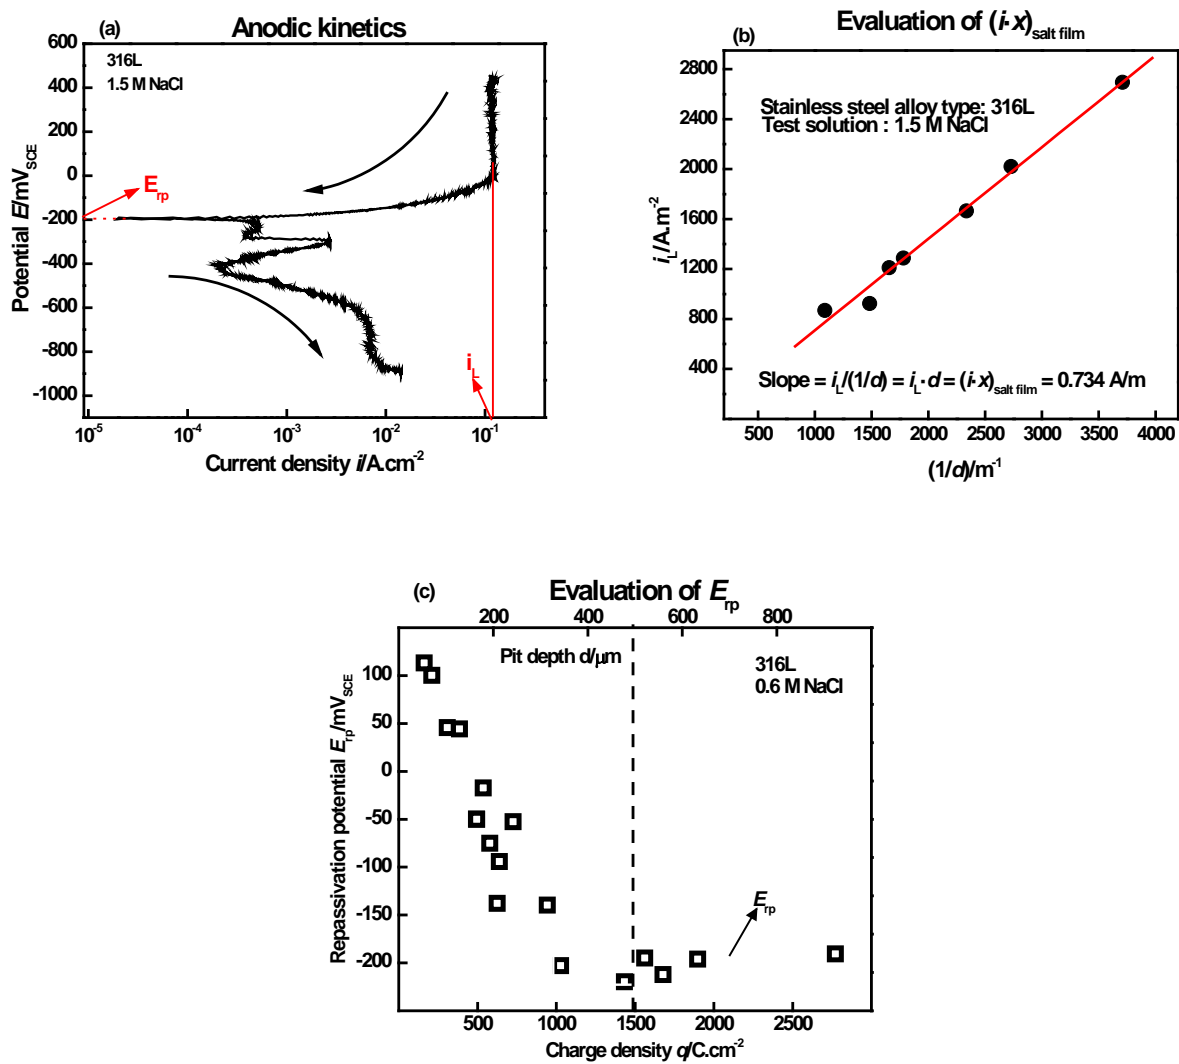 (a)
Anodic kinetics
316L
1.5 M NaCl
600
400
200
0
-200
-400
-600
-800
-1000
Potential E/mV_SCE
E_rp
i_L
10^-5
10^-4
10^-3
10^-2
10^-1
Current density i/A.cm^-2
Evaluation of (i·x)_salt film
(b)
Stainless steel alloy type: 316L
Test solution : 1.5 M NaCl
2800
2400
2000
1600
1200
800
400
i_L/A.m^-2
Slope = i_L/(1/d) = i_L·d = (i·x)_salt film = 0.734 A/m
500
1000
1500
2000
2500
3000
3500
4000
(1/d)/m^-1
(c)
Evaluation of E_rp
200
400
600
800
Pit depth d/μm
316L
0.6 M NaCl
100
50
0
-50
-100
-150
-200
Repassivation potential E_rp/mV_SCE
E_rp
500
1000
1500
2000
2500
Charge density q/C.cm^-2